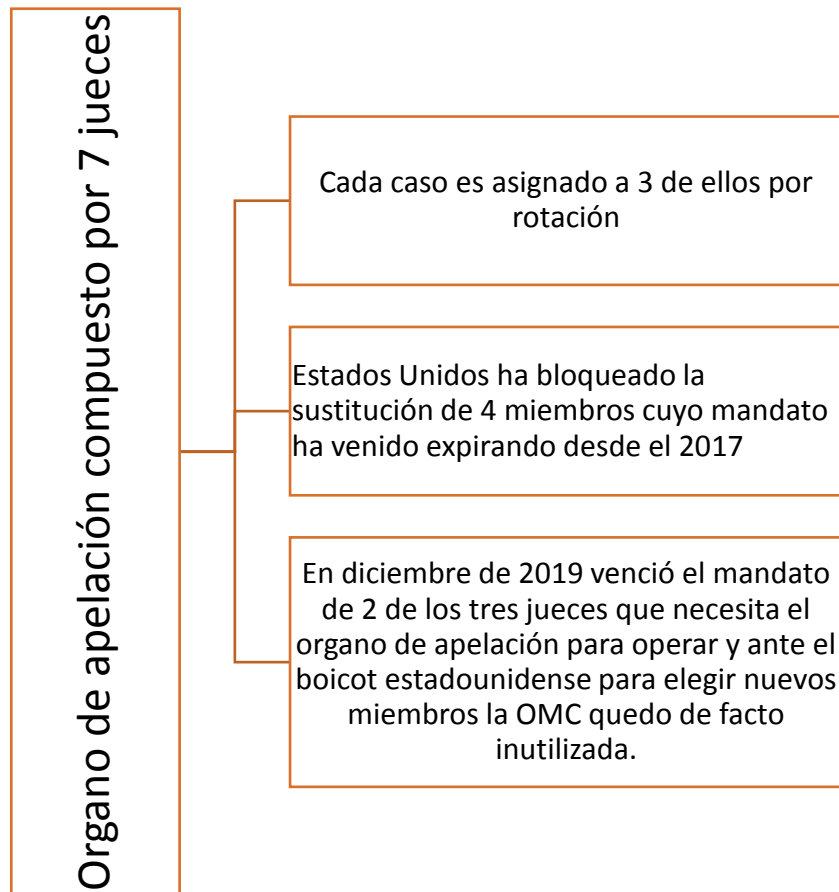 Organo de apelación compuesto por 7 jueces
Cada caso es asignado a 3 de ellos por
rotación
Estados Unidos ha bloqueado la
sustitución de 4 miembros cuyo mandato
ha venido expirando desde el 2017
En diciembre de 2019 venció el mandato
de 2 de los tres jueces que necesita el
organo de apelación para operar y ante el
boicot estadounidense para elegir nuevos
miembros la OMC quedo de facto
inutilizada.